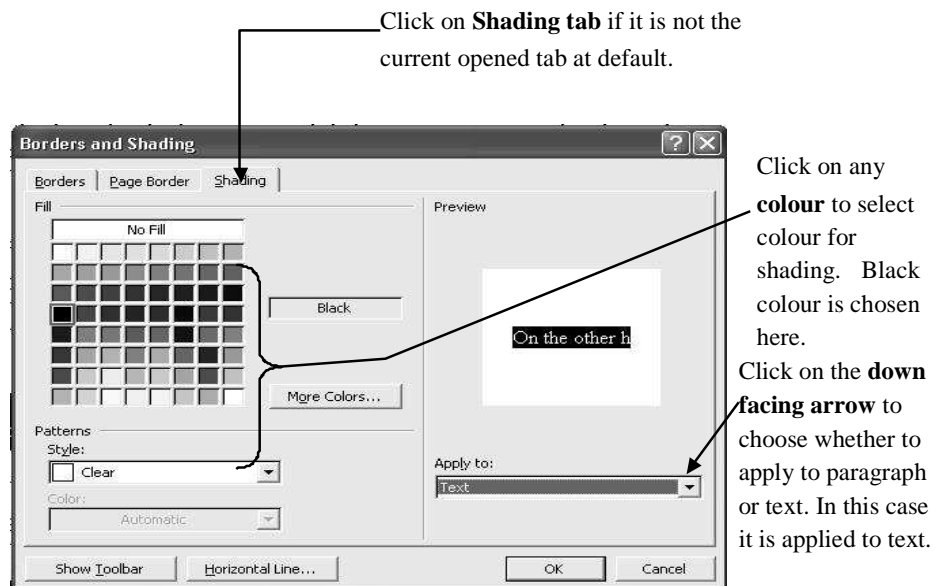 Click on Shading tab if it is not the
current opened tab at default.
Borders and Shading
Borders
Page Border
Shading
Fill
No Fill
Black
More Colors...
Patterns
Style:
Clear
Color:
Automatic
Preview
On the other h
Apply to:
Text
Show Toolbar
Horizontal Line...
OK
Cancel
Click on any
colour to select
colour for
shading. Black
colour is chosen
here.
Click on the down
facing arrow to
choose whether to
apply to paragraph
or text. In this case
it is applied to text.